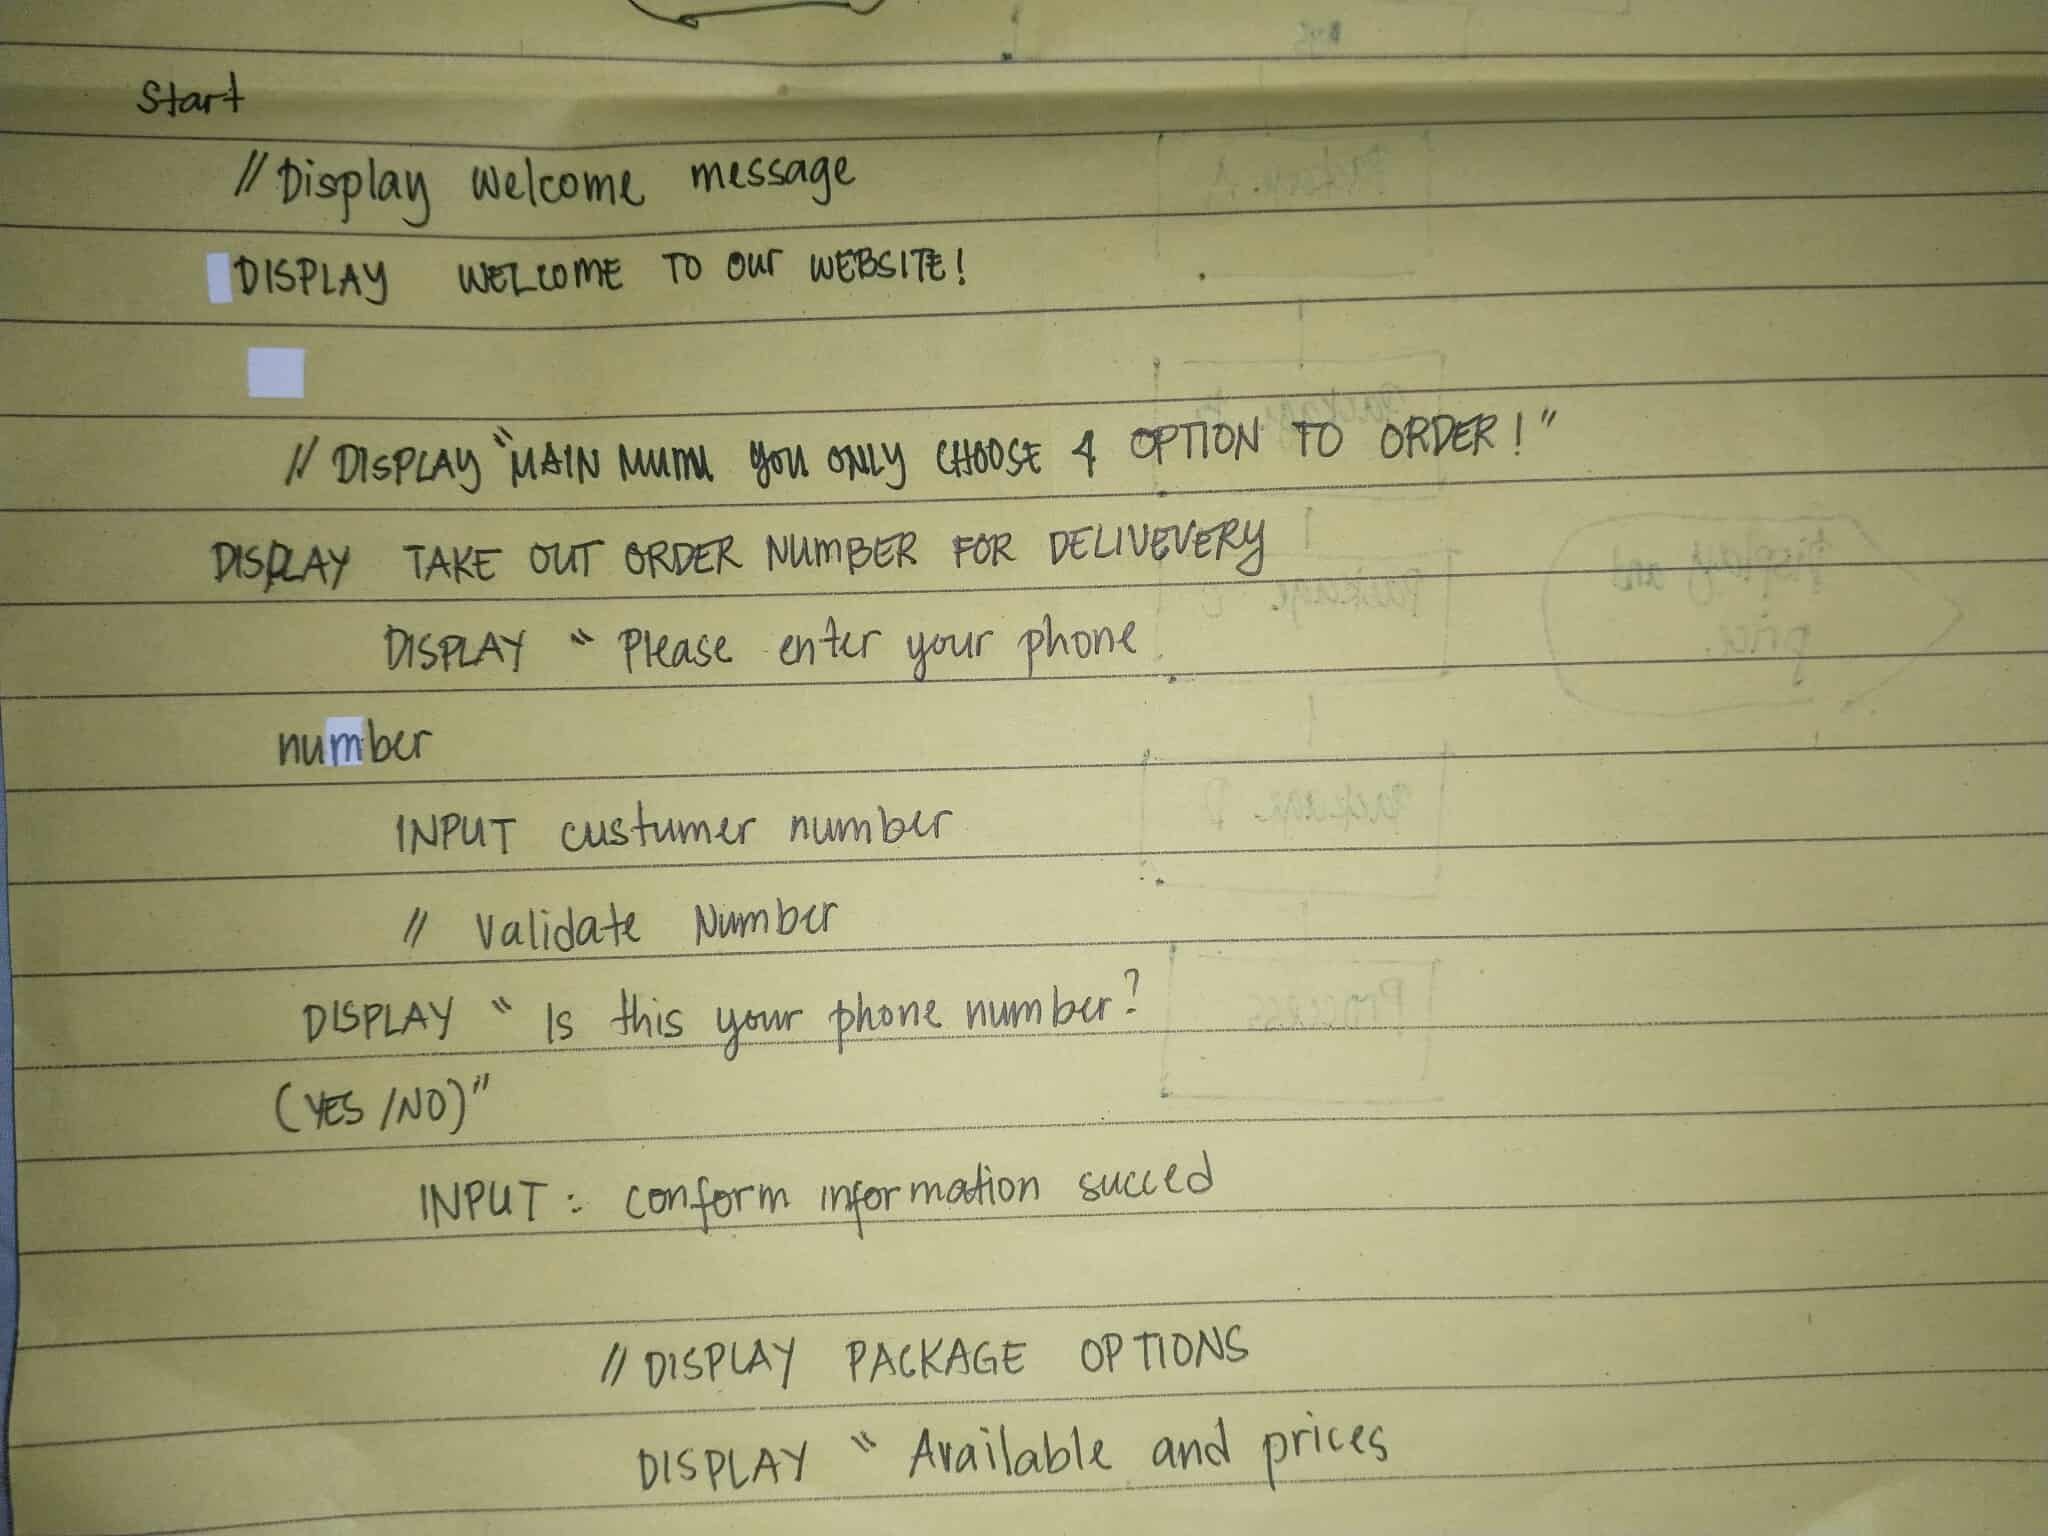 Start
// Display Welcome message
DISPLAY WELCOME TO our WEBSITE!
// DISPLAY "MAIN MUMU you ONLY CHOOSE 4 OPTION TO ORDER!"
DISPLAY TAKE OUT ORDER NUMBER FOR DELIVEVERY
DISPLAY " Please enter your phone
number
INPUT custumer number
// Validate Number
DISPLAY " Is this your phone number?
(YES /NO)"
INPUT : conform information succed
// DISPLAY PACKAGE OPTIONS
DISPLAY " Available and prices